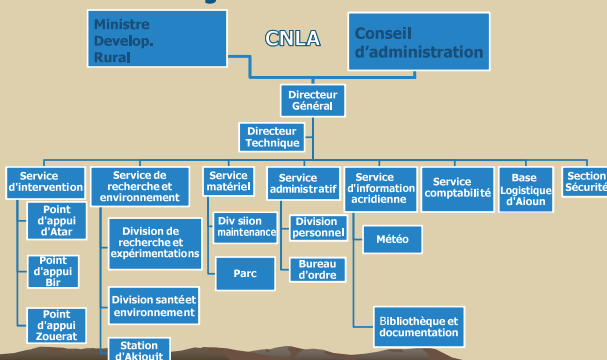 Ministre
Develop.
Rural
CNLA
Conseil
d'administration
Directeur
Général
Directeur
Technique
Service
d'intervention
Service de
recherche et
environnement
Service
matériel
Service
administratif
Service
d'information
acridienne
Service
comptabilité
Base
Logistique
d'Aioun
Section
Sécurité
Point
d'appui
d'Atar
Point
d'appui
Bir
Point
d'appui
Zouerat
Division de
recherche et
expérimentations
Division santé et
environnement
Station
d'Akjoujt
Div siion
maintenance
Parc
Division
personnel
Bureau
d'ordre
Météo
Bibliothèque et
documentation